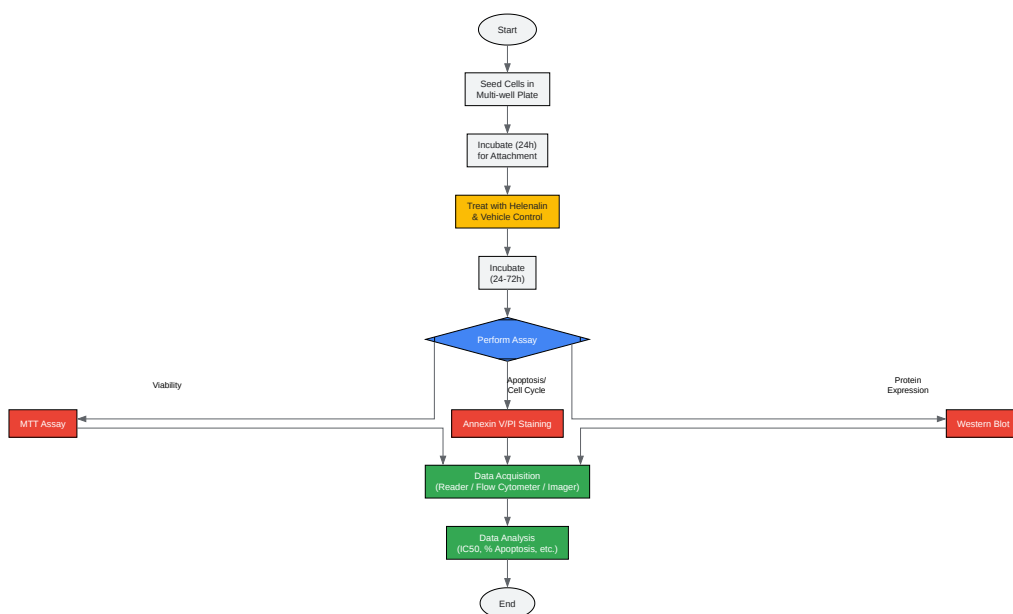 Start
Seed Cells in
Multi-well Plate
Incubate (24h)
for Attachment
Treat with Helenalin
& Vehicle Control
Incubate
(24-72h)
Perform Assay
Viability
Apoptosis/
Cell Cycle
Protein
Expression
MTT Assay
Annexin V/PI Staining
Western Blot
Data Acquisition
(Reader / Flow Cytometer / Imager)
Data Analysis
(IC50, % Apoptosis, etc.)
End